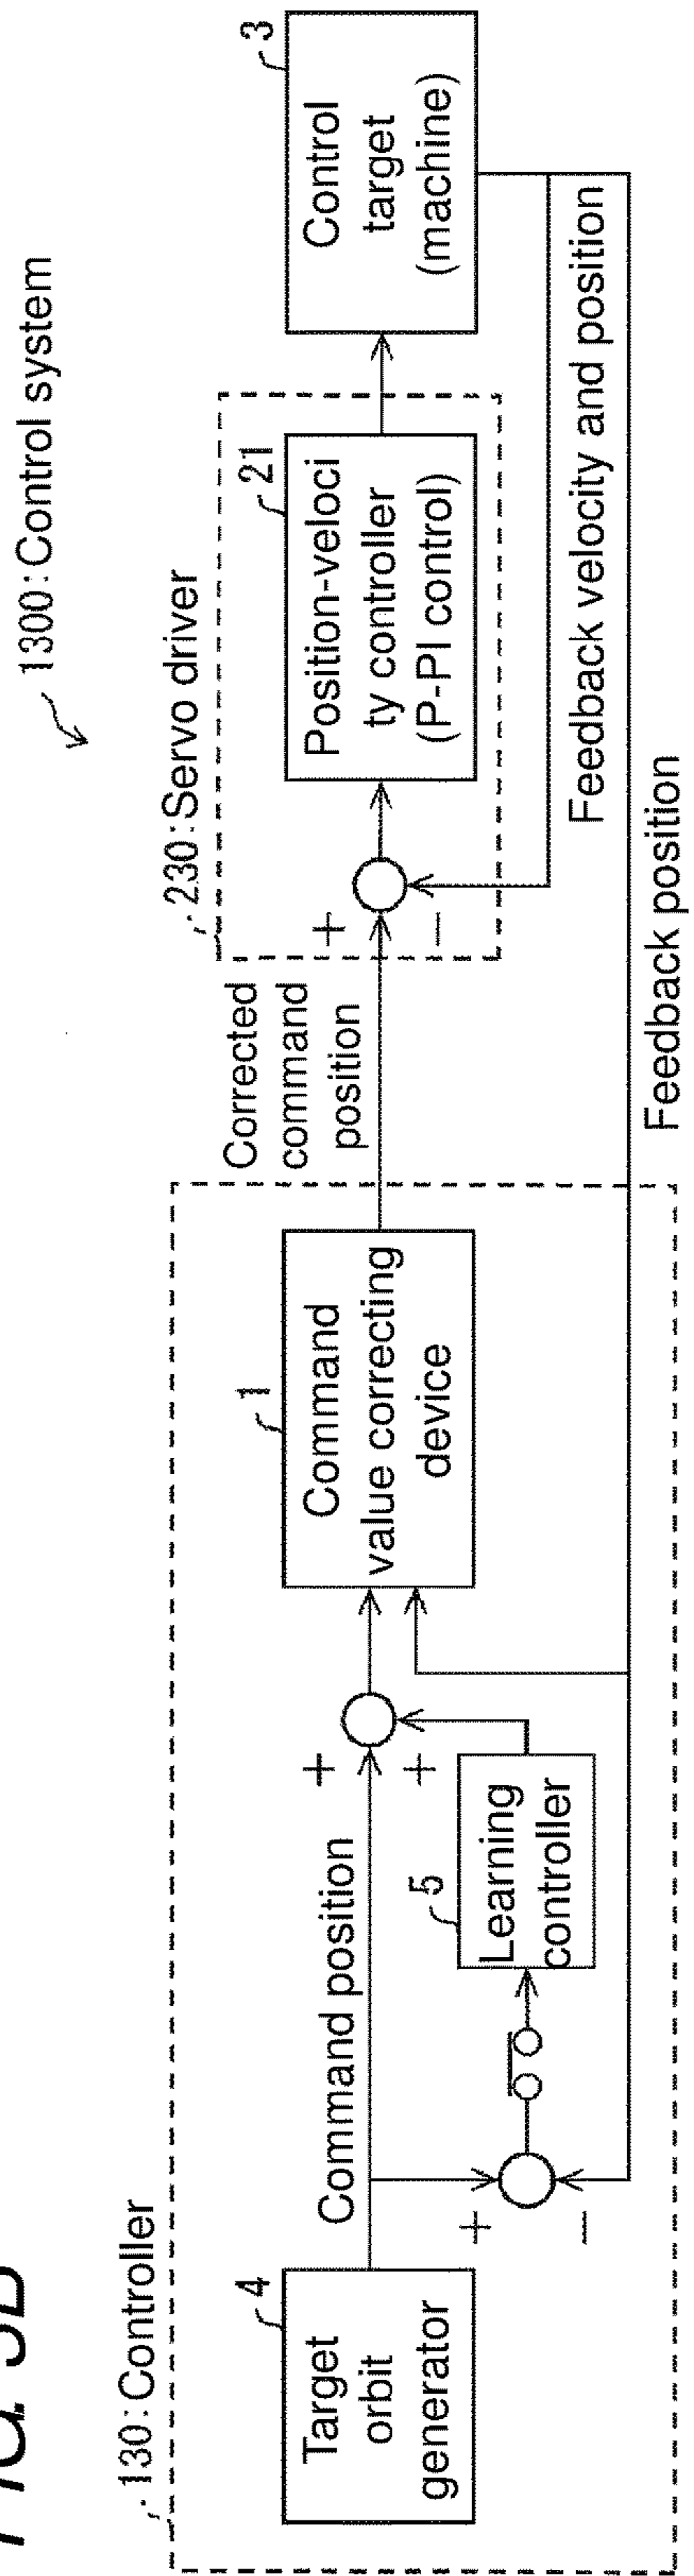 1300:Control system
130:Controller
4
Target
orbit
generator
Command position
+
−
5
Learning
controller
+
+
1
Command
value correcting
device
Corrected
command
position
230:Servo driver
+
−
21
Position-veloci
ty controller
(P-PI control)
3
Control
target
(machine)
Feedback velocity and position
Feedback position